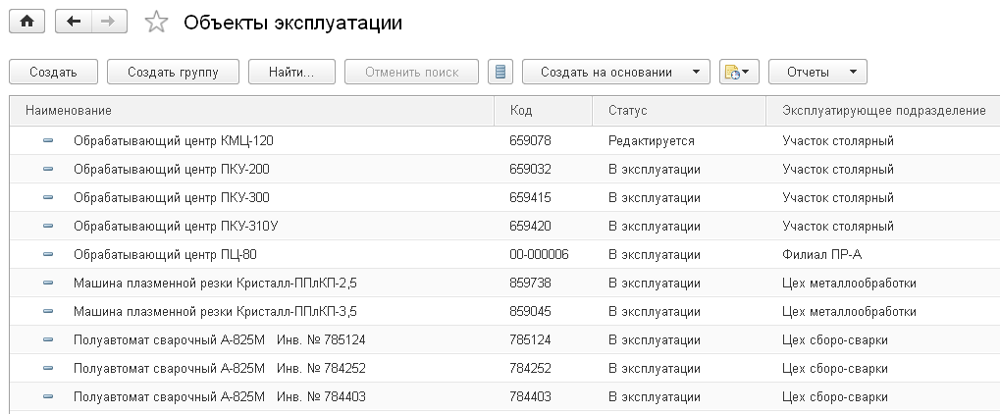 Объекты эксплуатации
Создать Создать группу Найти... Отменить поиск Создать на основании Отчеты
Наименование Код Статус Эксплуатирующее подразделение
Обрабатывающий центр КМЦ-120 659078 Редактируется Участок столярный
Обрабатывающий центр ПКУ-200 659032 В эксплуатации Участок столярный
Обрабатывающий центр ПКУ-300 659415 В эксплуатации Участок столярный
Обрабатывающий центр ПКУ-310У 659420 В эксплуатации Участок столярный
Обрабатывающий центр ПЦ-80 00-000006 В эксплуатации Филиал ПР-А
Машина плазменной резки Кристалл-ППлКП-2,5 859738 В эксплуатации Цех металлообработки
Машина плазменной резки Кристалл-ППлКП-3,5 859045 В эксплуатации Цех металлообработки
Полуавтомат сварочный А-825М Инв. № 785124 785124 В эксплуатации Цех сборо-сварки
Полуавтомат сварочный А-825М Инв. № 784252 784252 В эксплуатации Цех сборо-сварки
Полуавтомат сварочный А-825М Инв. № 784403 784403 В эксплуатации Цех сборо-сварки